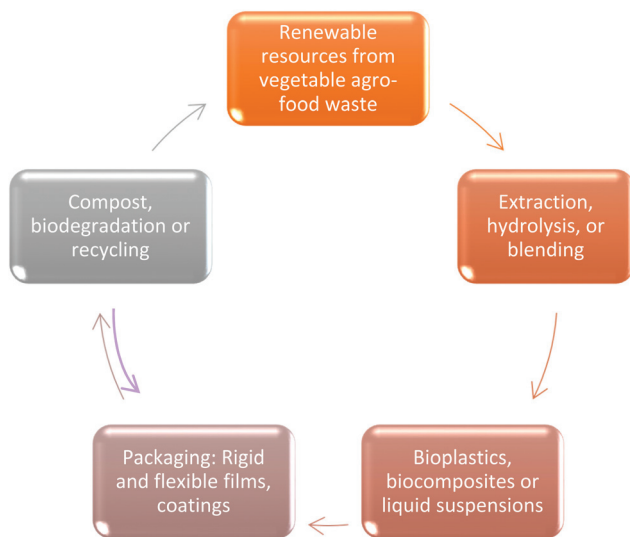 Renewable
resources from
vegetable agro-
food waste
Compost,
biodegradation or
recycling
Extraction,
hydrolysis, or
blending
Packaging: Rigid
and flexible films,
coatings
Bioplastics,
biocomposites or
liquid suspensions